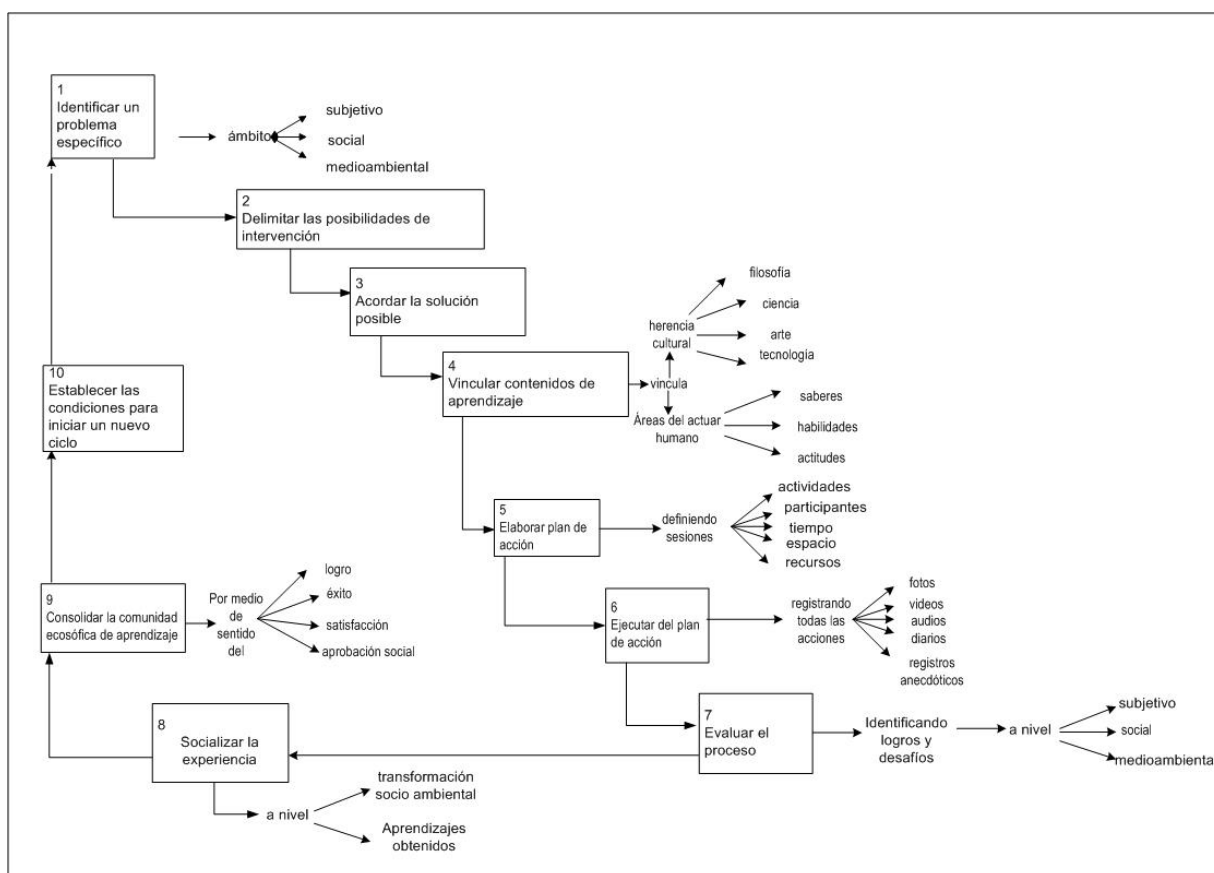 1
Identificar un
problema
específico
ámbito
subjetivo
social
medioambiental
2
Delimitar las posibilidades de
intervención
3
Acordar la solución
posible
4
Vincular contenidos de
aprendizaje
vincula
herencia
cultural
filosofía
ciencia
arte
tecnología
Áreas del actuar
humano
saberes
habilidades
actitudes
5
Elaborar plan de
acción
definiendo
sesiones
actividades
participantes
tiempo
espacio
recursos
6
Ejecutar del plan
de acción
registrando
todas las
acciones
fotos
videos
audios
diarios
registros
anecdóticos
7
Evaluar el
proceso
Identificando
logros y
desafíos
a nivel
subjetivo
social
medioambienta
8
Socializar la
experiencia
a nivel
transformación
socio ambiental
Aprendizajes
obtenidos
9
Consolidar la comunidad
ecosófica de aprendizaje
Por medio
de
sentido
del
logro
éxito
satisfacción
aprobación social
10
Establecer las
condiciones para
iniciar un nuevo
ciclo